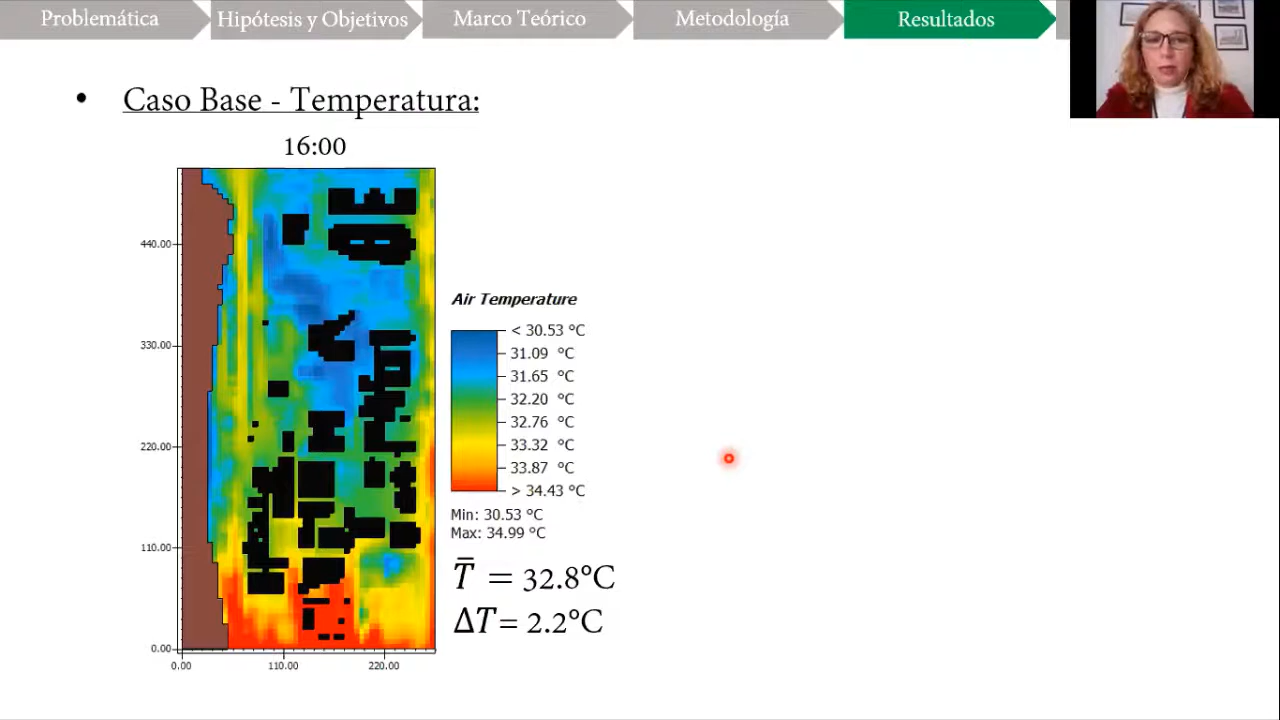 Problemática
Hipótesis y Objetivos
Marco Teórico
Metodología
Resultados
• Caso Base - Temperatura:
16:00
440.00
330.00
220.00
110.00
0.00
0.00 110.00 220.00
Air Temperature
< 30.53 °C
31.09 °C
31.65 °C
32.20 °C
32.76 °C
33.32 °C
33.87 °C
> 34.43 °C
Min: 30.53 °C
Max: 34.99 °C
T̅ = 32.8°C
ΔT= 2.2°C